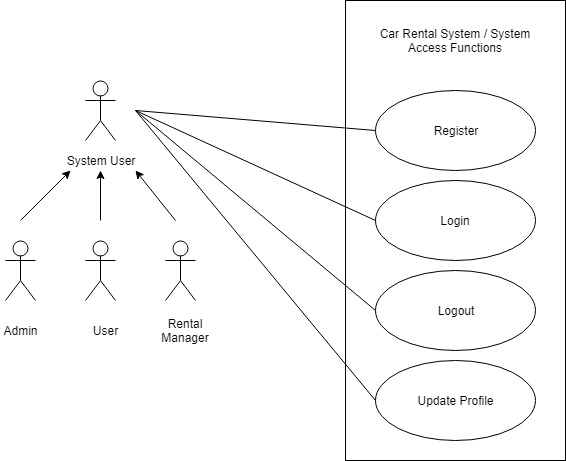 Car Rental System / System
Access Functions
Register
System User
Login
Logout
Admin
User
Rental
Manager
Update Profile